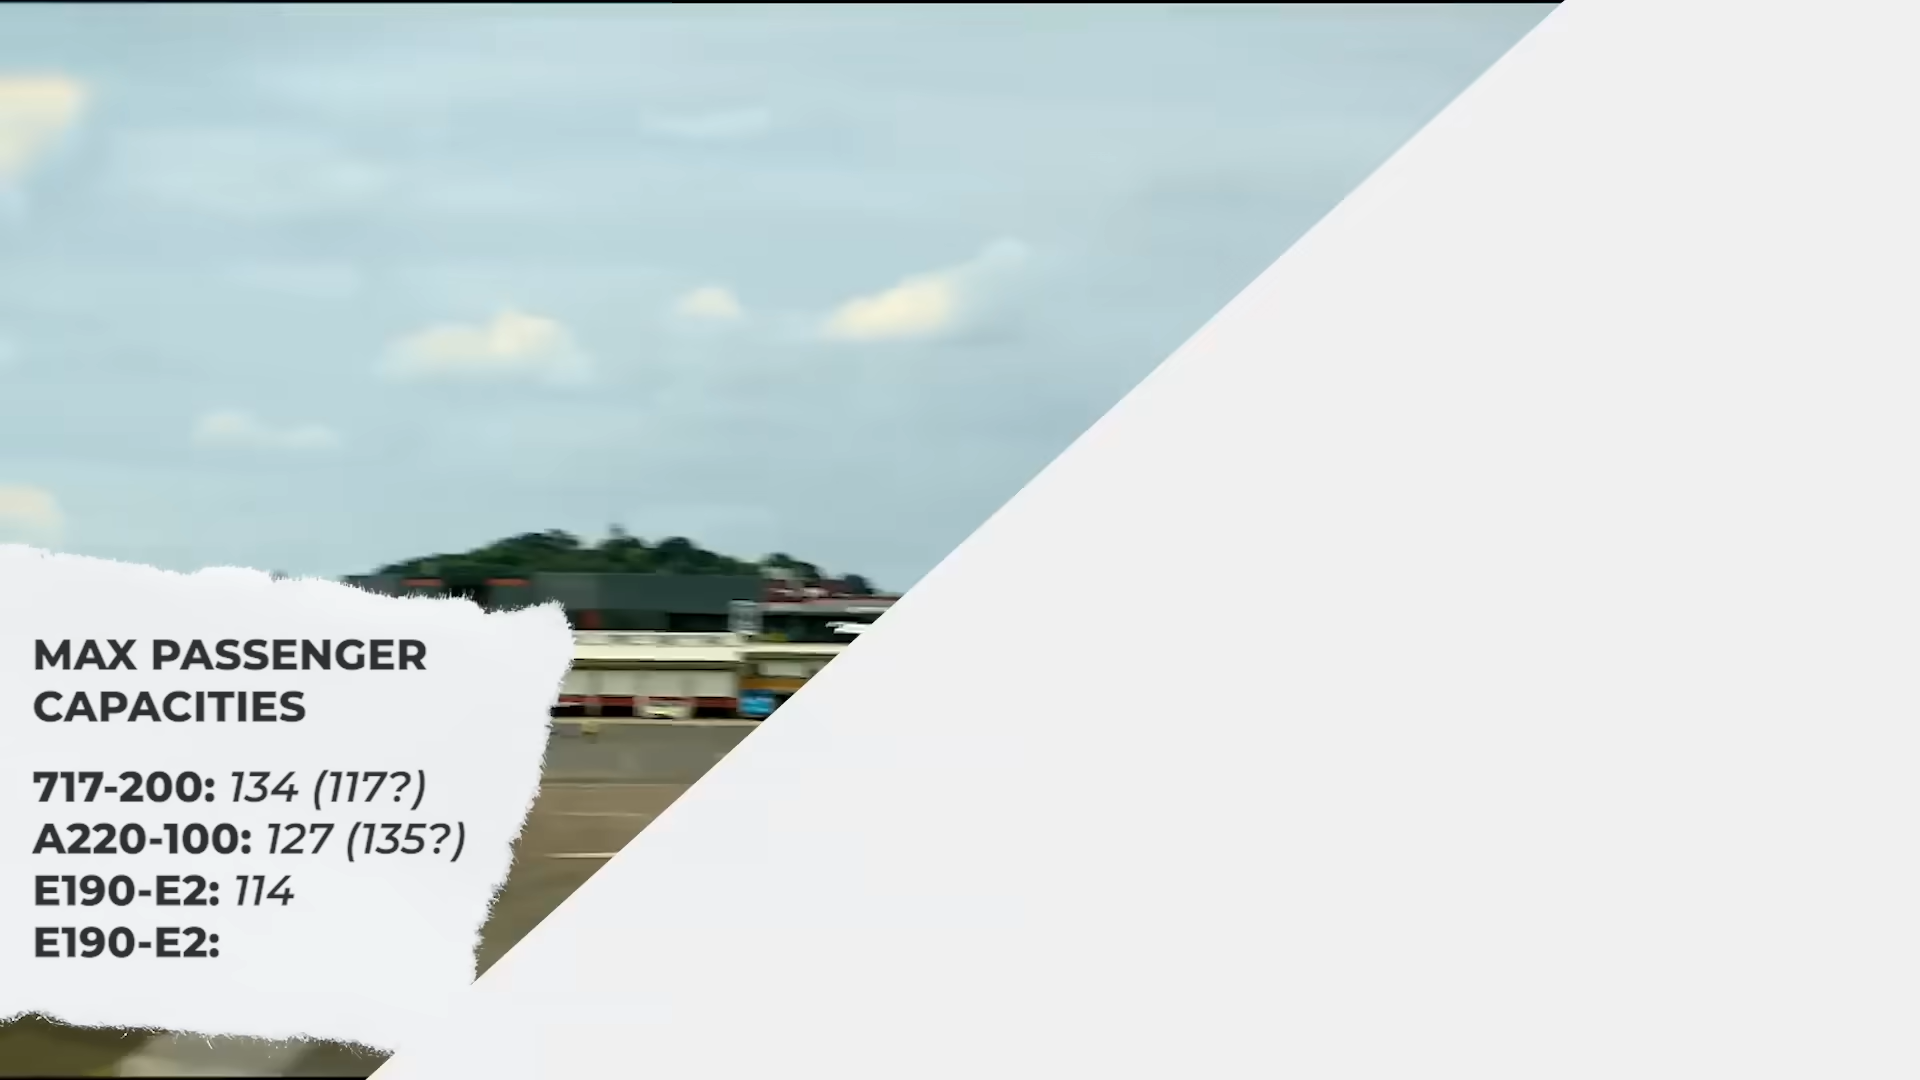 MAX PASSENGER
CAPACITIES
717-200: 134 (117?)
A220-100: 127 (135?)
E190-E2: 114
E190-E2: